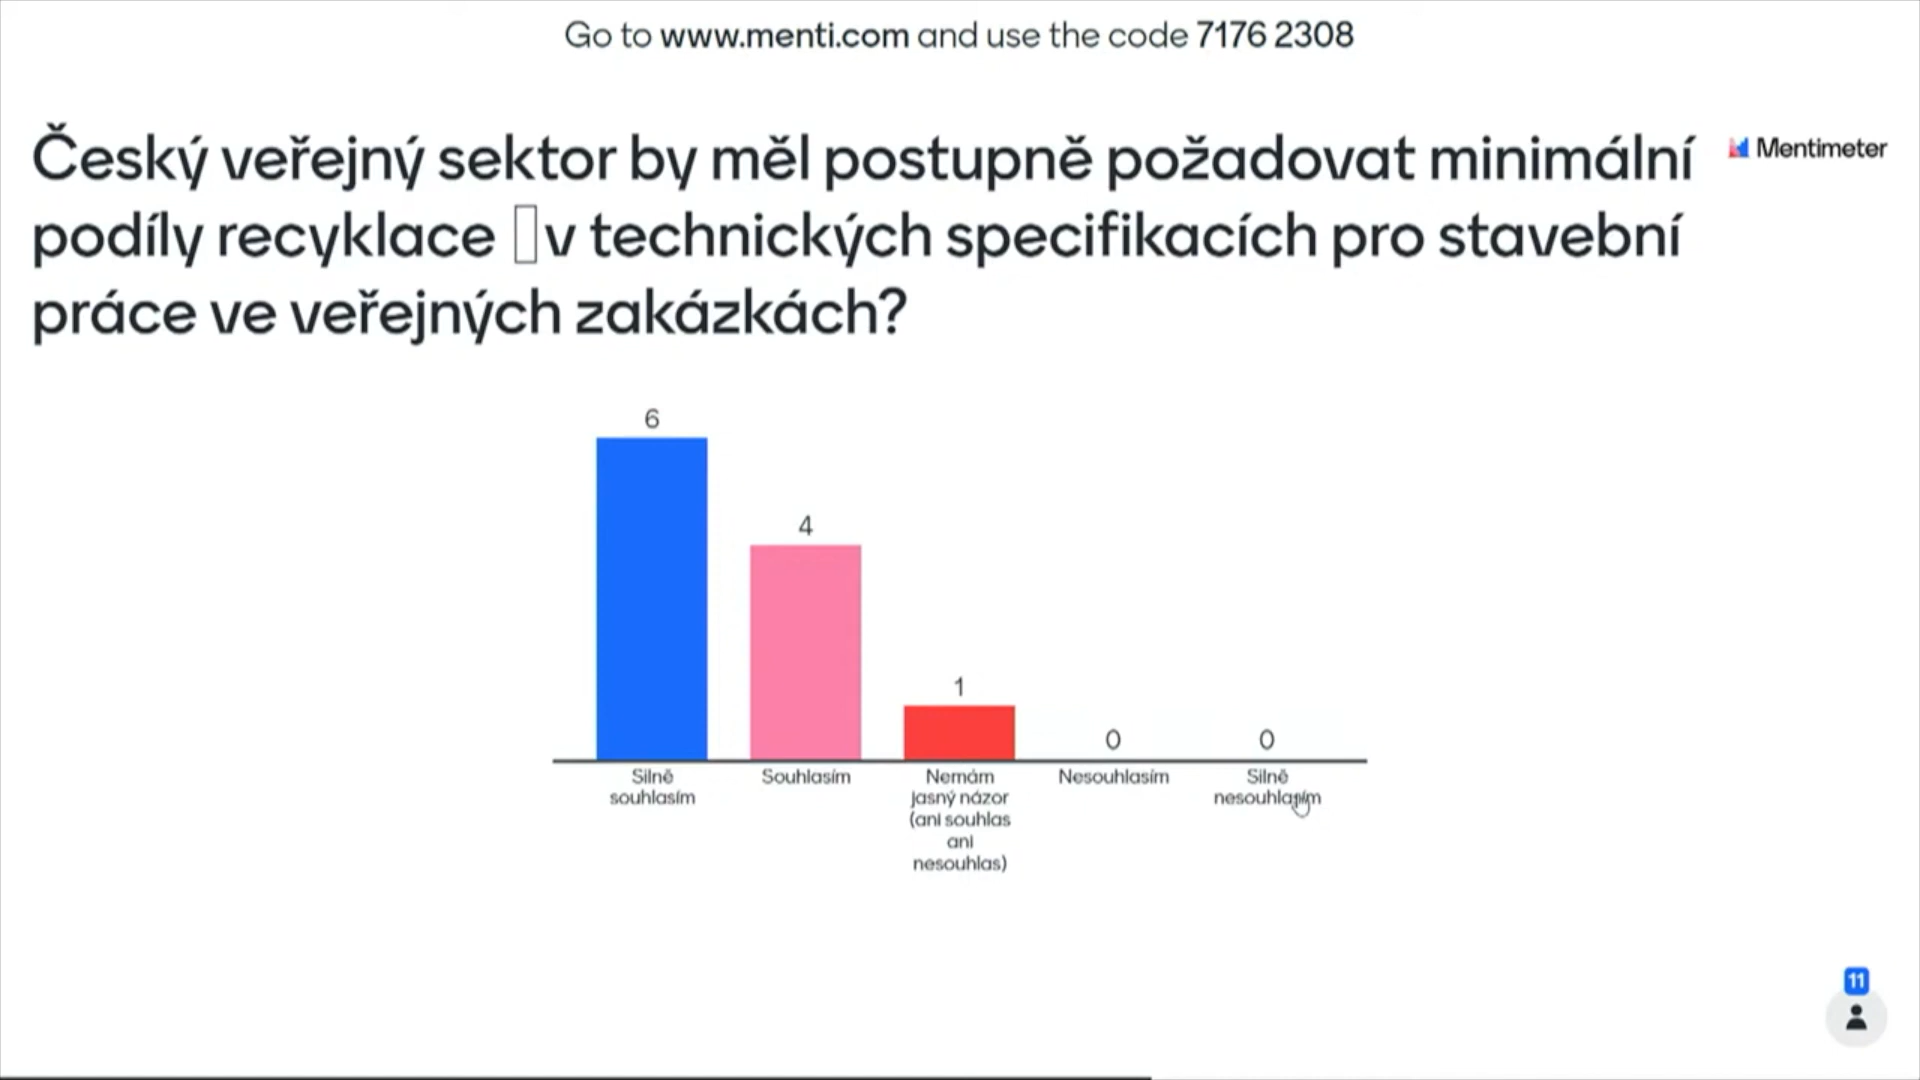 Go to www.menti.com and use the code 7176 2308
Český veřejný sektor by měl postupně požadovat minimální
Mentimeter
podíly recyklace v technických specifikacích pro stavební
práce ve veřejných zakázkách?
6
4
1
0
0
Silně
souhlasím
Souhlasím
Nemám
jasný názor
(ani souhlas
ani
nesouhlas)
Nesouhlasím
Silně
nesouhlasím
11